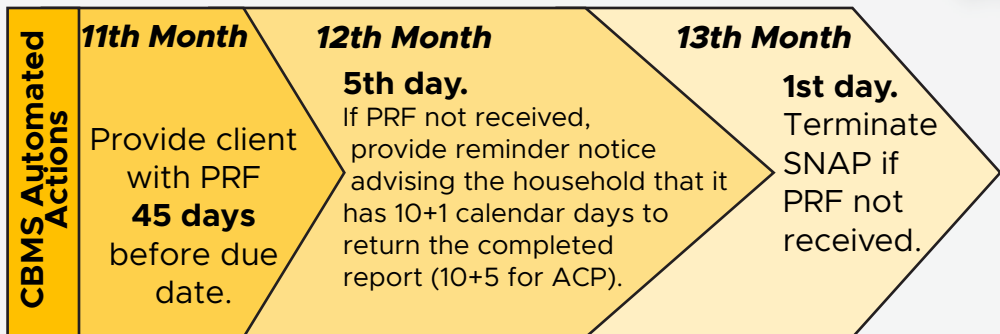 CBMS Automated
Actions
11th Month
Provide client
with PRF
45 days
before due
date.
12th Month
5th day.
If PRF not received,
provide reminder notice
advising the household that it
has 10+1 calendar days to
return the completed
report (10+5 for ACP).
13th Month
1st day.
Terminate
SNAP if
PRF not
received.